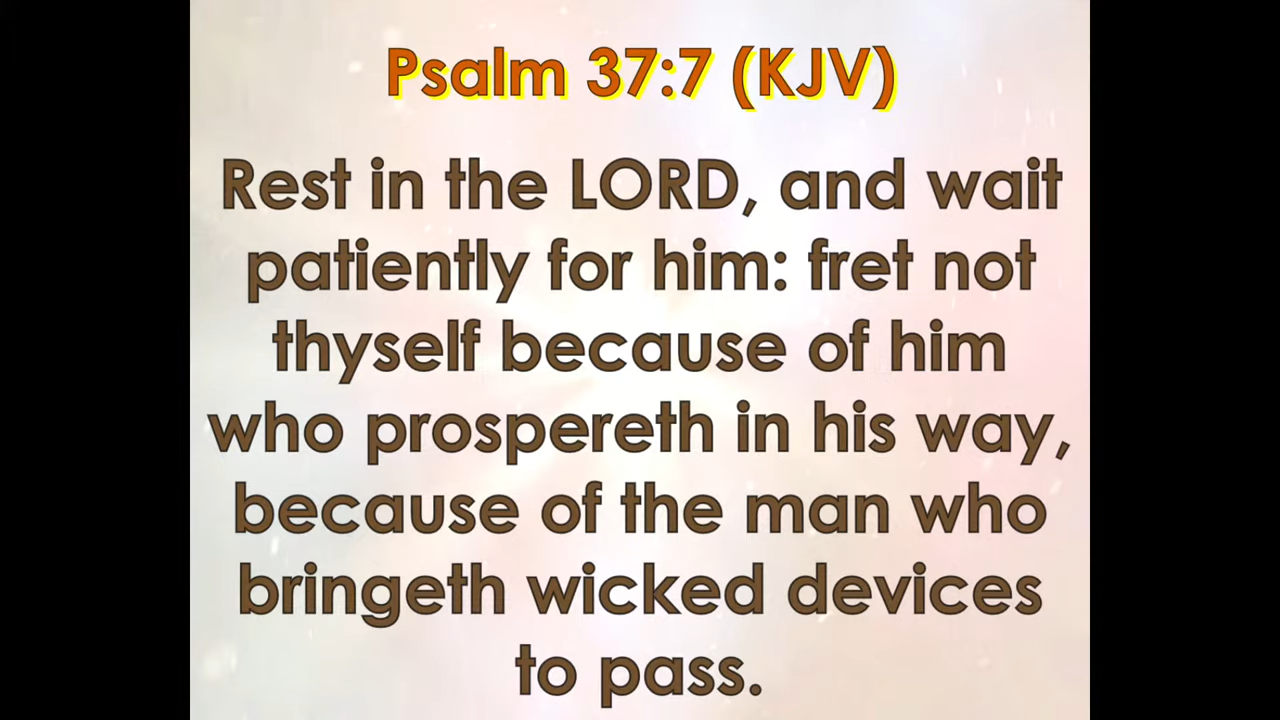 Psalm 37:7 (KJV)
Rest in the LORD, and wait
patiently for him: fret not
thyself because of him
who prospereth in his way,
because of the man who
bringeth wicked devices
to pass.